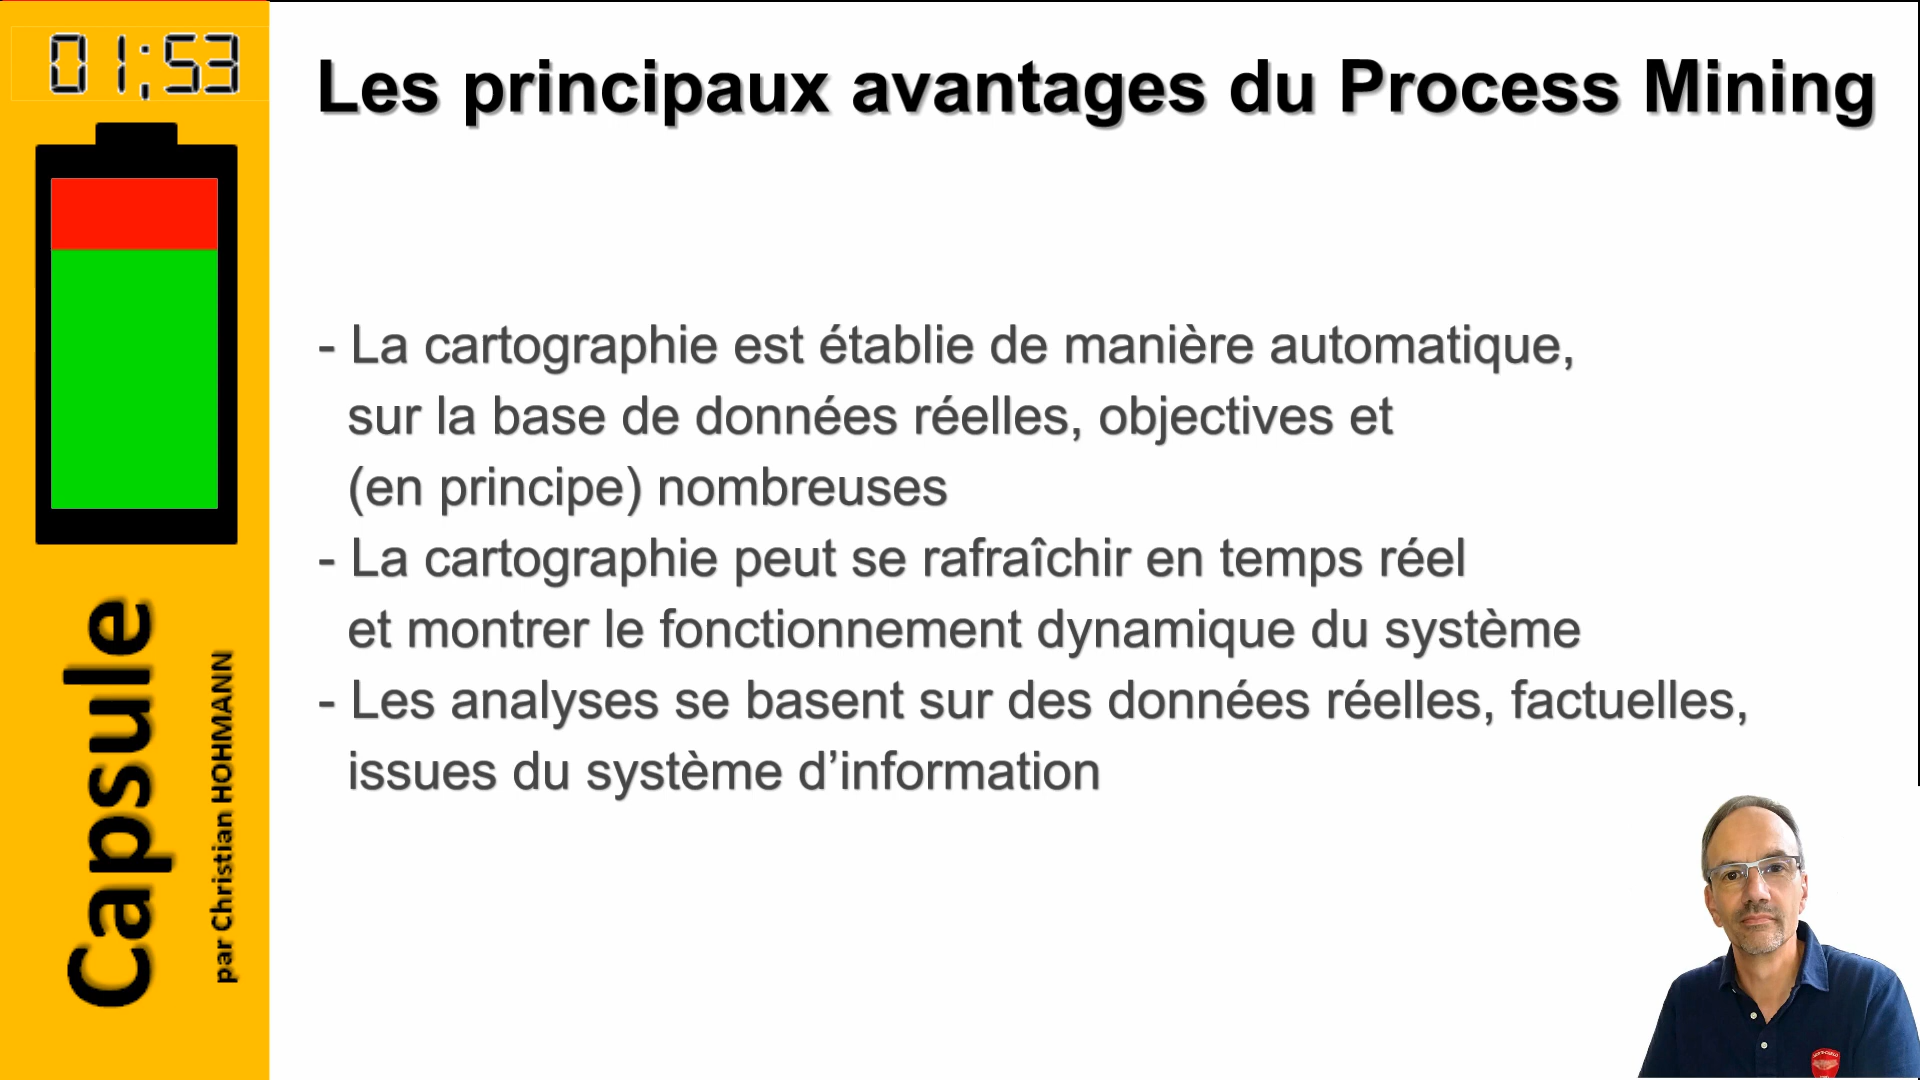 01:53
Les principaux avantages du Process Mining
- La cartographie est établie de manière automatique,
sur la base de données réelles, objectives et
(en principe) nombreuses
- La cartographie peut se rafraîchir en temps réel
et montrer le fonctionnement dynamique du système
- Les analyses se basent sur des données réelles, factuelles,
issues du système d’information
Capsule
par Christian HOHMANN